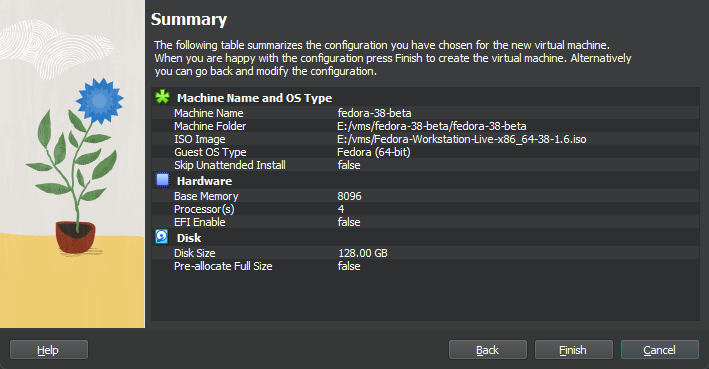 Summary
The following table summarizes the configuration you have chosen for the new virtual machine.
When you are happy with the configuration press Finish to create the virtual machine. Alternatively
you can go back and modify the configuration.
Machine Name and OS Type
Machine Name fedora-38-beta
Machine Folder E:/vms/fedora-38-beta/fedora-38-beta
ISO Image E:/vms/Fedora-Workstation-Live-x86_64-38-1.6.iso
Guest OS Type Fedora (64-bit)
Skip Unattended Install false
Hardware
Base Memory 8096
Processor(s) 4
EFI Enable false
Disk
Disk Size 128.00 GB
Pre-allocate Full Size false
Help Back Finish Cancel